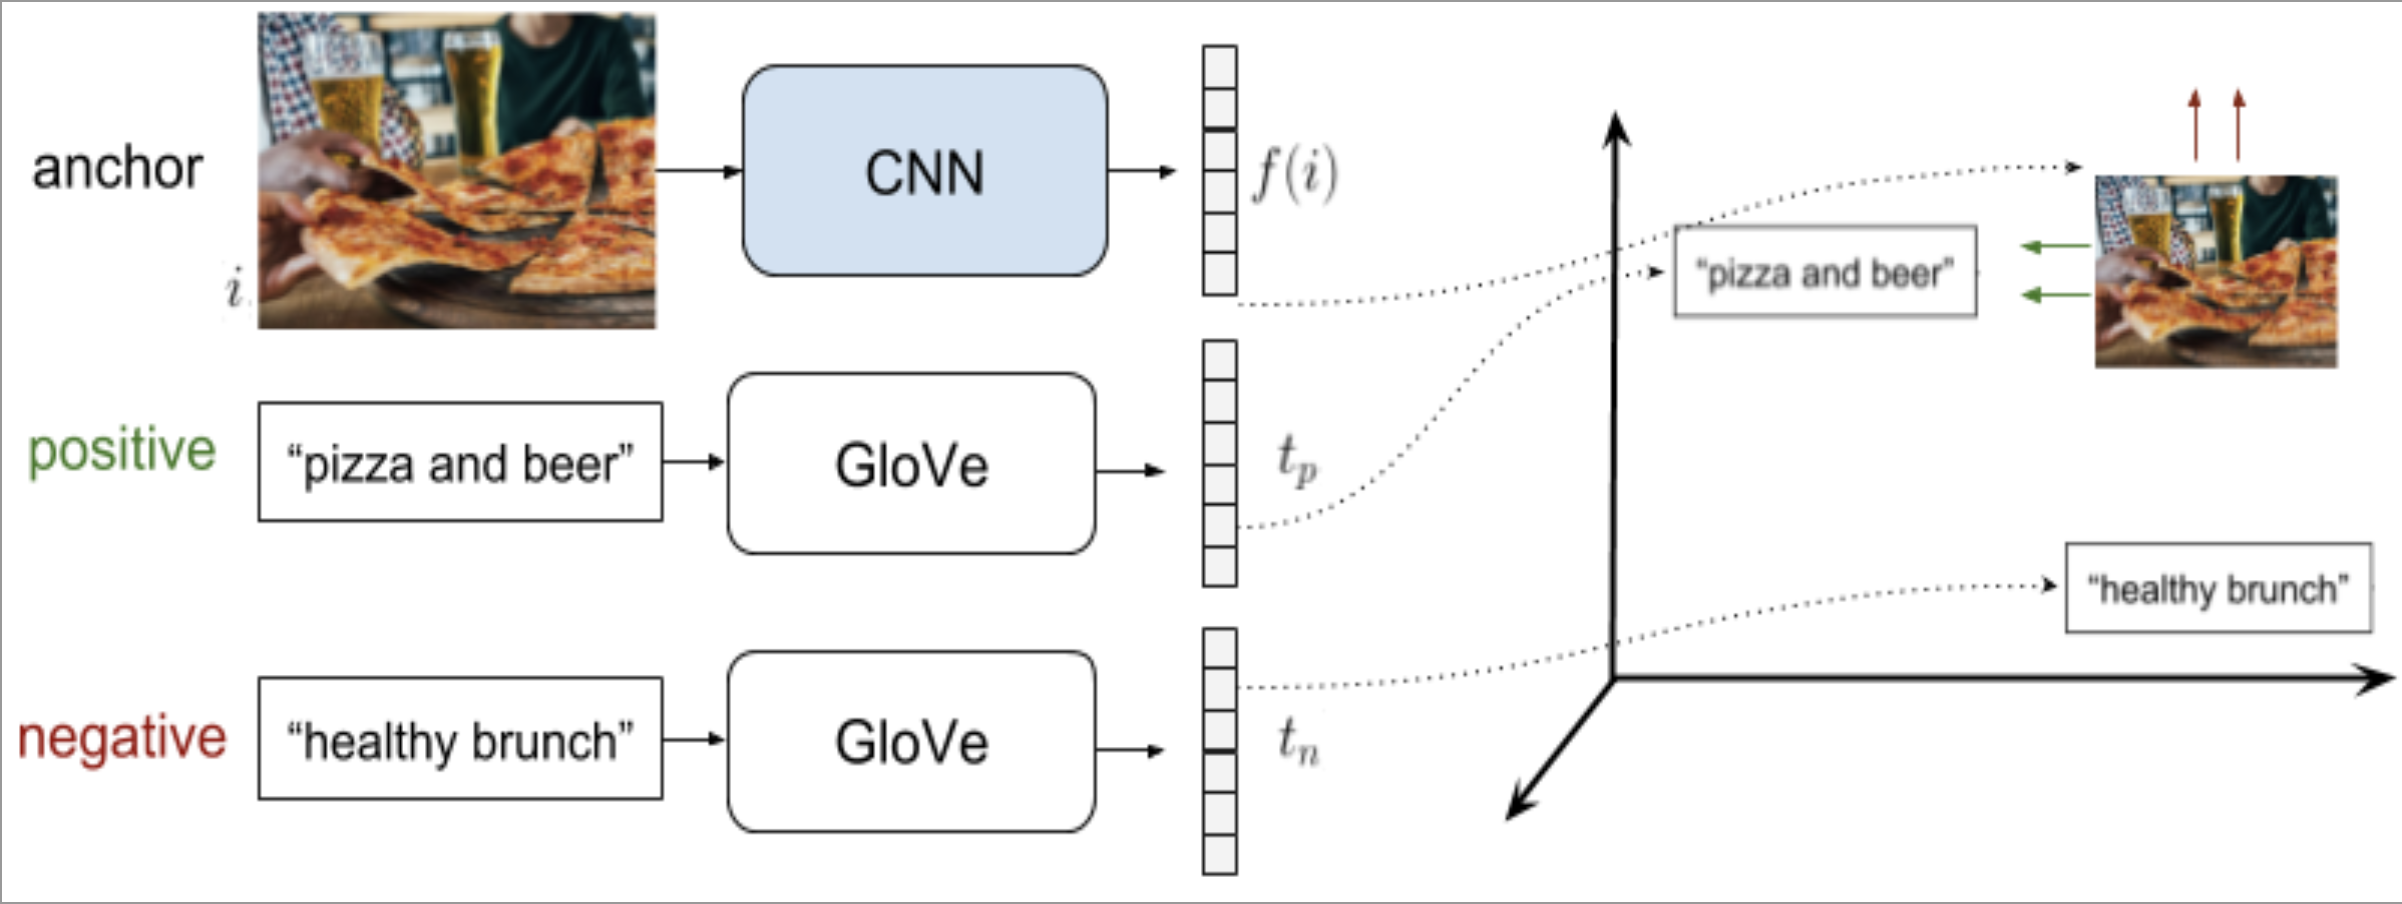 anchor
i
CNN
f(i)
positive
“pizza and beer”
GloVe
t_p
negative
“healthy brunch”
GloVe
t_n
“pizza and beer”
“healthy brunch”